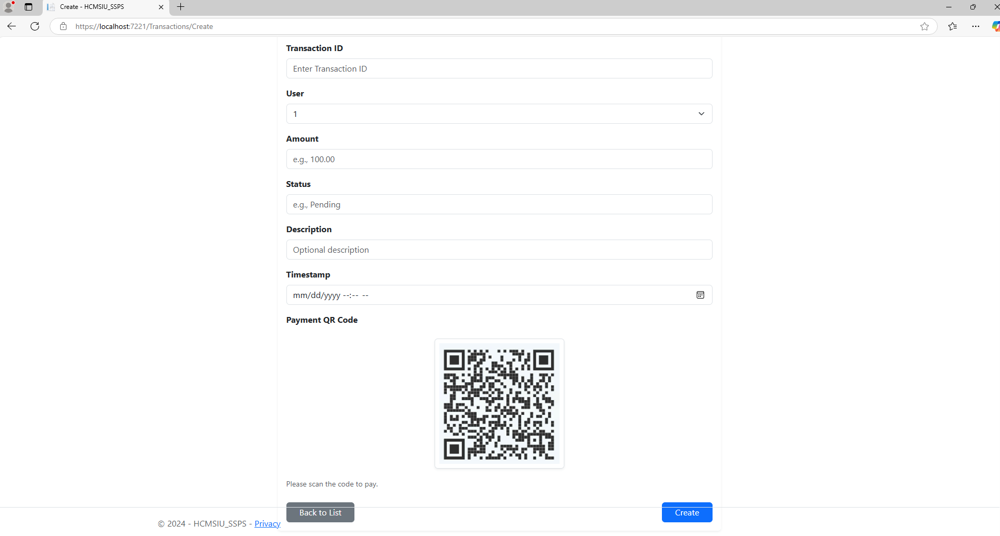 Create - HCMSIU_SSPS
https://localhost:7221/Transactions/Create
Transaction ID
Enter Transaction ID
User
1
Amount
e.g., 100.00
Status
e.g., Pending
Description
Optional description
Timestamp
mm/dd/yyyy --:-- --
Payment QR Code
Please scan the code to pay.
Back to List
Create
© 2024 - HCMSIU_SSPS - Privacy